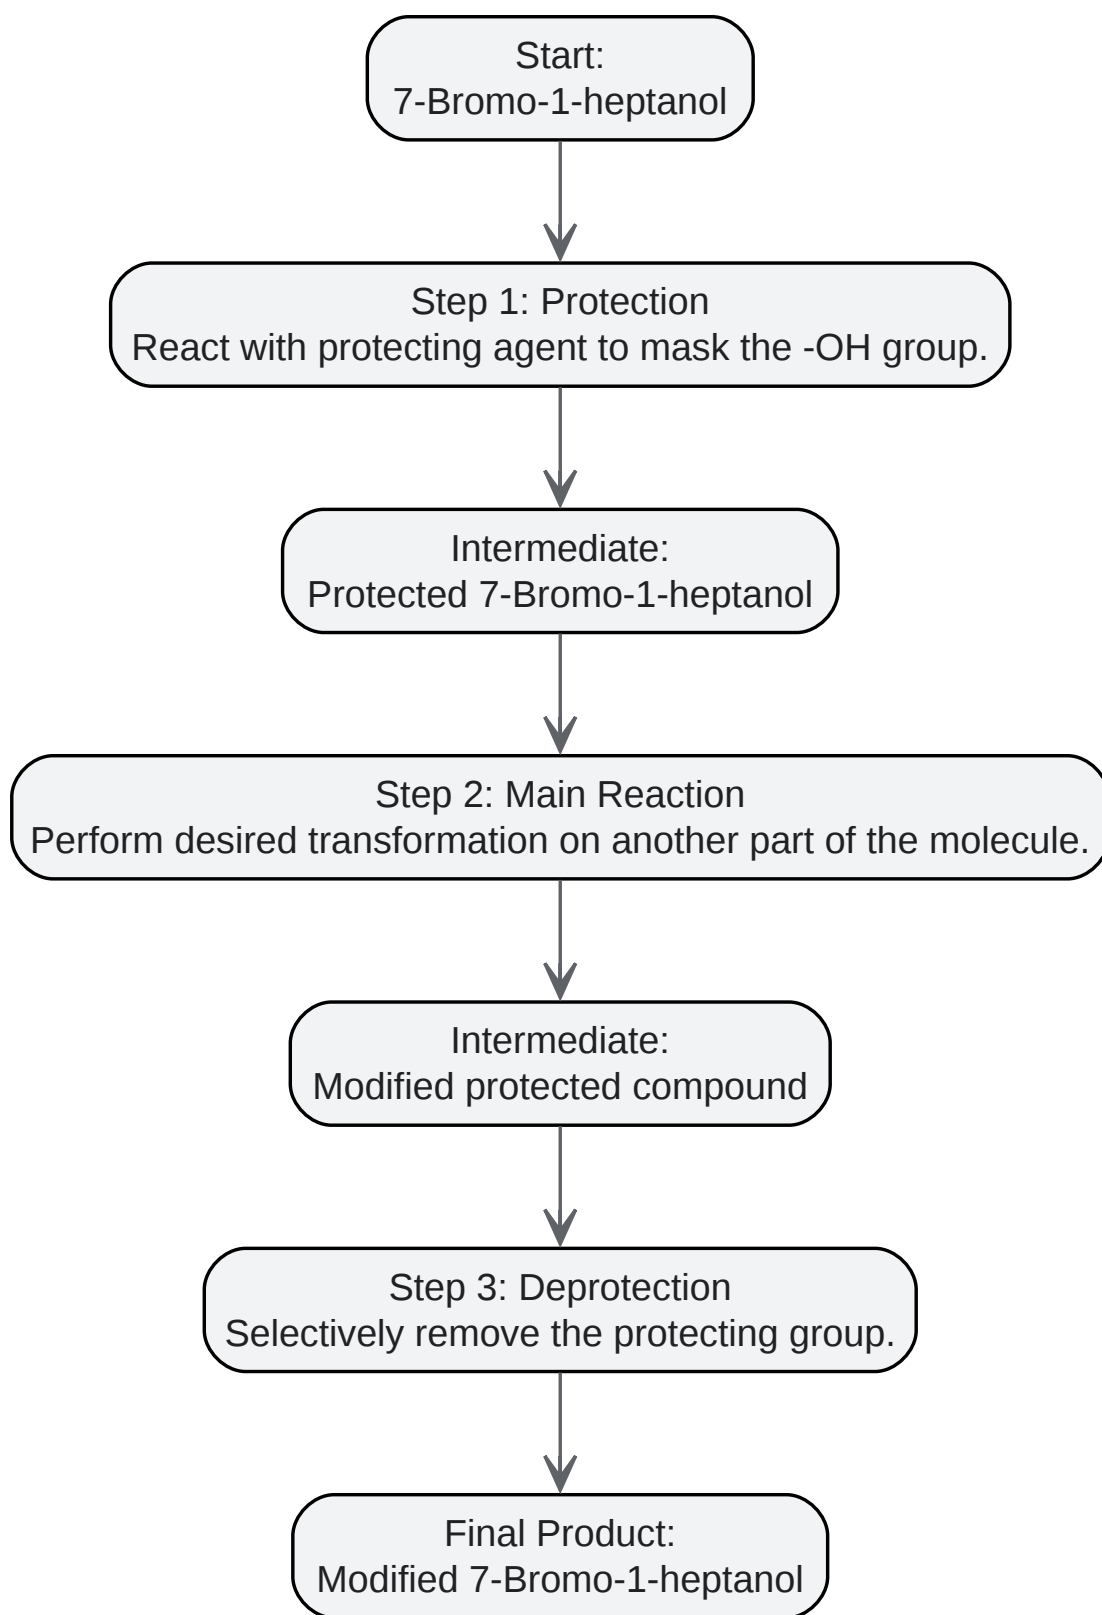 Start:
7-Bromo-1-heptanol
Step 1: Protection
React with protecting agent to mask the -OH group.
Intermediate:
Protected 7-Bromo-1-heptanol
Step 2: Main Reaction
Perform desired transformation on another part of the molecule.
Intermediate:
Modified protected compound
Step 3: Deprotection
Selectively remove the protecting group.
Final Product:
Modified 7-Bromo-1-heptanol